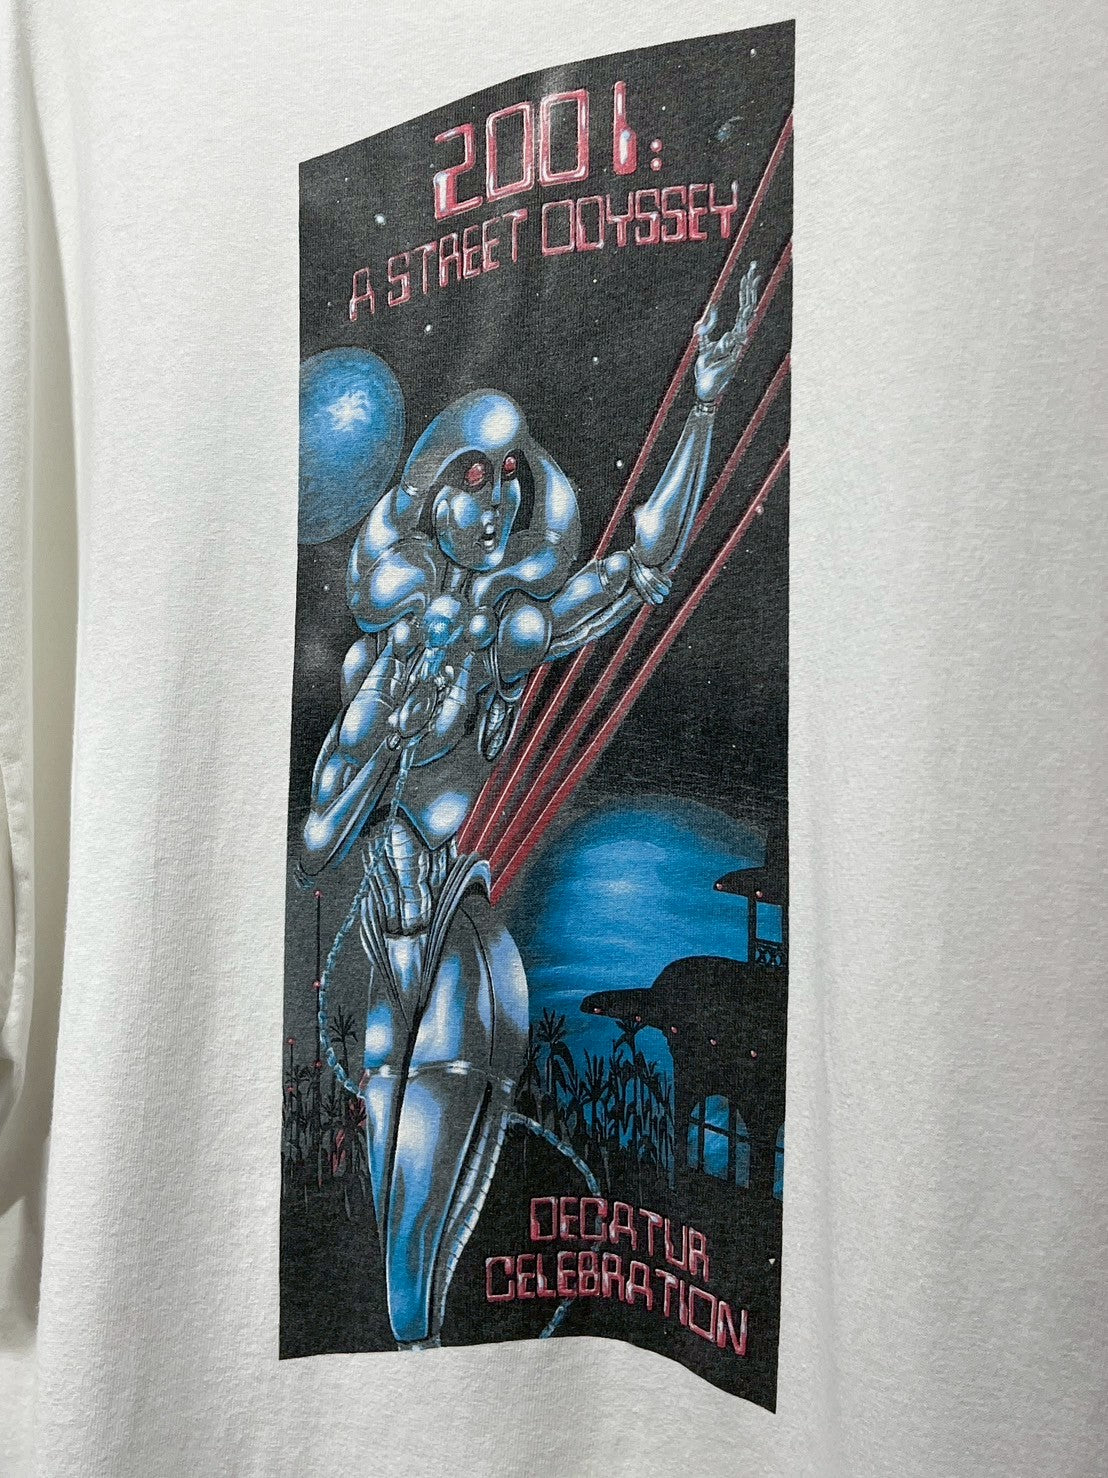 2001:
A STREET ODYSSEY
DECATUR
CELEBRATION